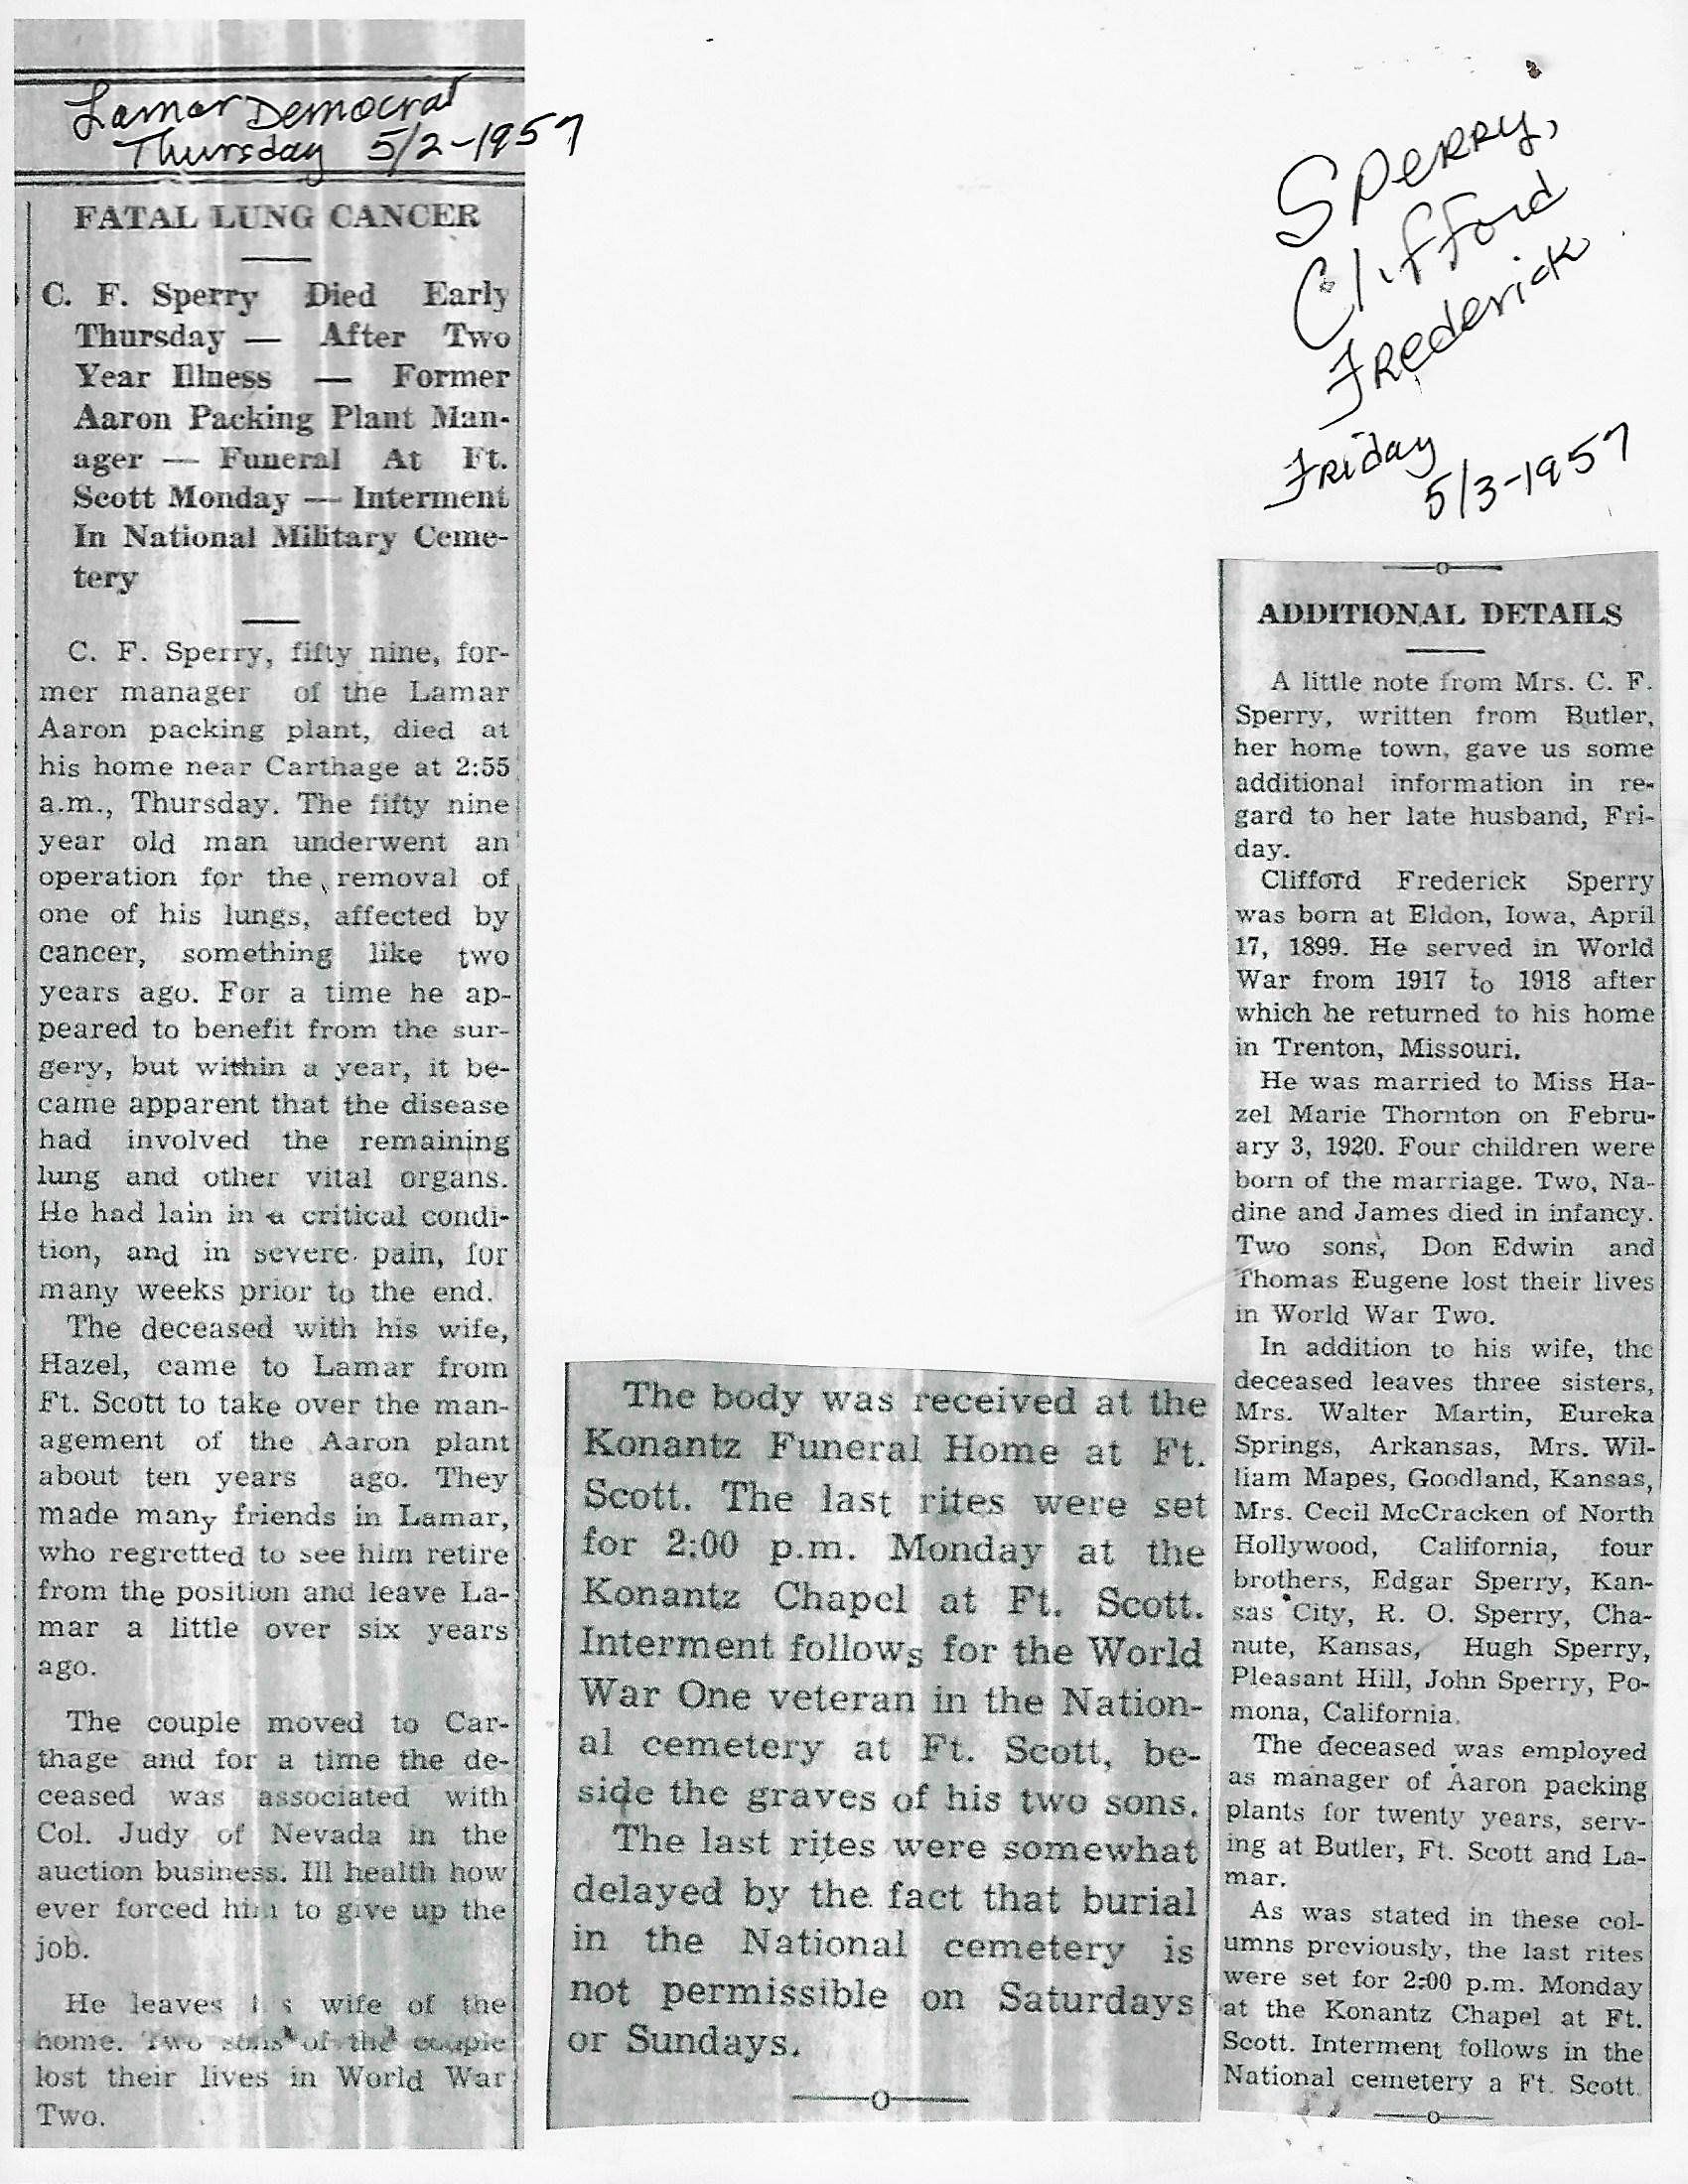 Lamar Democrat
Thursday 5/2-1957
FATAL LUNG CANCER
C. F. Sperry Died Early
Thursday — After Two
Year Illness — Former
Aaron Packing Plant Man-
ager — Funeral At Ft.
Scott Monday — Interment
In National Military Ceme-
tery
C. F. Sperry, fifty nine, for-
mer manager of the Lamar
Aaron packing plant, died at
his home near Carthage at 2:55
a.m., Thursday. The fifty nine
year old man underwent an
operation for the removal of
one of his lungs, affected by
cancer, something like two
years ago. For a time he ap-
peared to benefit from the sur-
gery, but within a year, it be-
came apparent that the disease
had involved the remaining
lung and other vital organs.
He had lain in a critical condi-
tion, and in severe pain, for
many weeks prior to the end.
The deceased with his wife,
Hazel, came to Lamar from
Ft. Scott to take over the man-
agement of the Aaron plant
about ten years ago. They
made many friends in Lamar,
who regretted to see him retire
from the position and leave La-
mar a little over six years
ago.
The couple moved to Car-
thage and for a time the de-
ceased was associated with
Col. Judy of Nevada in the
auction business. Ill health how
ever forced him to give up the
job.
He leaves his wife of the
home. Two sons of the couple
lost their lives in World War
Two.
The body was received at the
Konantz Funeral Home at Ft.
Scott. The last rites were set
for 2:00 p.m. Monday at the
Konantz Chapel at Ft. Scott.
Interment follows for the World
War One veteran in the Nation-
al cemetery at Ft. Scott, be-
side the graves of his two sons.
The last rites were somewhat
delayed by the fact that burial
in the National cemetery is
not permissible on Saturdays
or Sundays.
Sperry,
Clifford
Frederick
Friday
5/3-1957
ADDITIONAL DETAILS
A little note from Mrs. C. F.
Sperry, written from Butler,
her home town, gave us some
additional information in re-
gard to her late husband, Fri-
day.
Clifford Frederick Sperry
was born at Eldon, Iowa, April
17, 1899. He served in World
War from 1917 to 1918 after
which he returned to his home
in Trenton, Missouri.
He was married to Miss Ha-
zel Marie Thornton on Febru-
ary 3, 1920. Four children were
born of the marriage. Two, Na-
dine and James died in infancy.
Two sons, Don Edwin and
Thomas Eugene lost their lives
in World War Two.
In addition to his wife, the
deceased leaves three sisters,
Mrs. Walter Martin, Eureka
Springs, Arkansas, Mrs. Wil-
liam Mapes, Goodland, Kansas,
Mrs. Cecil McCracken of North
Hollywood, California, four
brothers, Edgar Sperry, Kan-
sas City, R. O. Sperry, Cha-
nute, Kansas, Hugh Sperry,
Pleasant Hill, John Sperry, Po-
mona, California.
The deceased was employed
as manager of Aaron packing
plants for twenty years, serv-
ing at Butler, Ft. Scott and La-
mar.
As was stated in these col-
umns previously, the last rites
were set for 2:00 p.m. Monday
at the Konantz Chapel at Ft.
Scott. Interment follows in the
National cemetery a Ft. Scott.